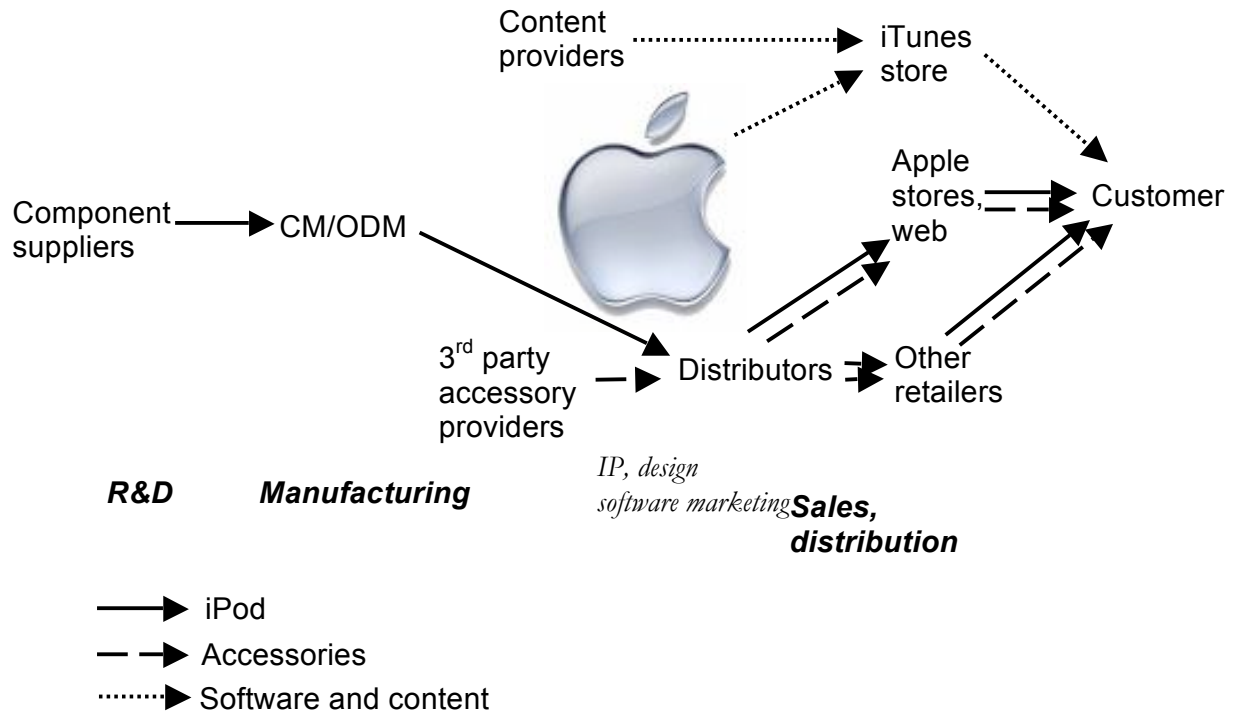 Content
providers
iTunes
store
Apple
stores,
web
Customer
Component
suppliers
CM/ODM
3rd party
accessory
providers
Distributors
Other
retailers
IP, design
software marketing
R&D
Manufacturing
Sales,
distribution
iPod
Accessories
Software and content